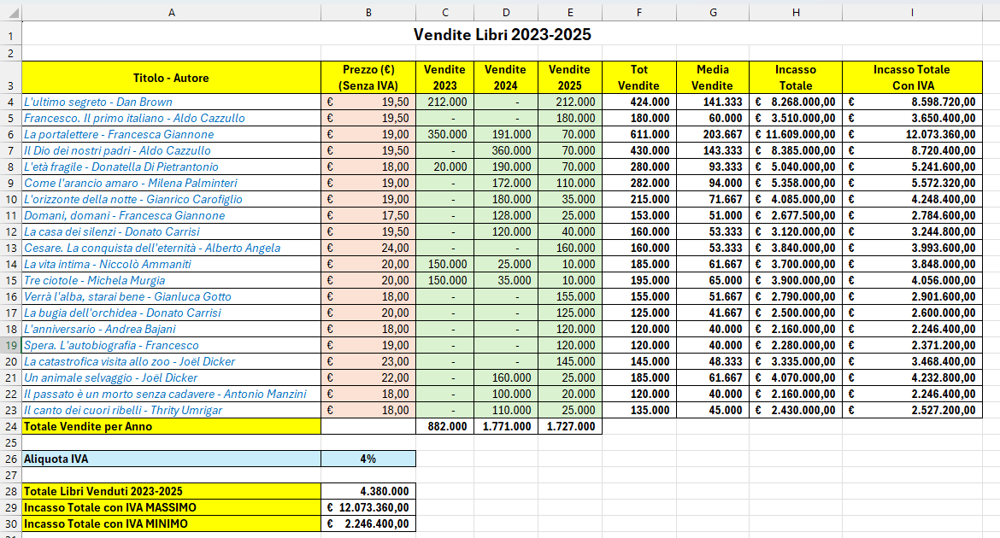 A B C D E F G H I
1 Vendite Libri 2023-2025
2
Prezzo (€) Vendite Vendite Vendite Tot Media Incasso Incasso Totale
3 Titolo - Autore (Senza IVA) 2023 2024 2025 Vendite Vendite Totale Con IVA
4 L'ultimo segreto - Dan Brown € 19,50 212.000 - 212.000 424.000 141.333 € 8.268.000,00 € 8.598.720,00
5 Francesco. Il primo italiano - Aldo Cazzullo € 19,50 - - 180.000 180.000 60.000 € 3.510.000,00 € 3.650.400,00
6 La portalettere - Francesca Giannone € 19,00 350.000 191.000 70.000 611.000 203.667 € 11.609.000,00 € 12.073.360,00
7 Il Dio dei nostri padri - Aldo Cazzullo € 19,50 - 360.000 70.000 430.000 143.333 € 8.385.000,00 € 8.720.400,00
8 L'età fragile - Donatella Di Pietrantonio € 18,00 20.000 190.000 70.000 280.000 93.333 € 5.040.000,00 € 5.241.600,00
9 Come l'arancio amaro - Milena Palminteri € 19,00 - 172.000 110.000 282.000 94.000 € 5.358.000,00 € 5.572.320,00
10 L'orizzonte della notte - Gianrico Carofiglio € 19,00 - 180.000 35.000 215.000 71.667 € 4.085.000,00 € 4.248.400,00
11 Domani, domani - Francesca Giannone € 17,50 - 128.000 25.000 153.000 51.000 € 2.677.500,00 € 2.784.600,00
12 La casa dei silenzi - Donato Carrisi € 19,50 - 120.000 40.000 160.000 53.333 € 3.120.000,00 € 3.244.800,00
13 Cesare. La conquista dell'eternità - Alberto Angela € 24,00 - - 160.000 160.000 53.333 € 3.840.000,00 € 3.993.600,00
14 La vita intima - Niccolò Ammaniti € 20,00 150.000 25.000 10.000 185.000 61.667 € 3.700.000,00 € 3.848.000,00
15 Tre ciotole - Michela Murgia € 20,00 150.000 35.000 10.000 195.000 65.000 € 3.900.000,00 € 4.056.000,00
16 Verrà l'alba, starai bene - Gianluca Gotto € 18,00 - - 155.000 155.000 51.667 € 2.790.000,00 € 2.901.600,00
17 La bugia dell'orchidea - Donato Carrisi € 20,00 - - 125.000 125.000 41.667 € 2.500.000,00 € 2.600.000,00
18 L'anniversario - Andrea Bajani € 18,00 - - 120.000 120.000 40.000 € 2.160.000,00 € 2.246.400,00
19 Spera. L'autobiografia - Francesco € 19,00 - - 120.000 120.000 40.000 € 2.280.000,00 € 2.371.200,00
20 La catastrofica visita allo zoo - Joël Dicker € 23,00 - - 145.000 145.000 48.333 € 3.335.000,00 € 3.468.400,00
21 Un animale selvaggio - Joël Dicker € 22,00 - 160.000 25.000 185.000 61.667 € 4.070.000,00 € 4.232.800,00
22 Il passato è un morto senza cadavere - Antonio Manzini € 18,00 - 100.000 20.000 120.000 40.000 € 2.160.000,00 € 2.246.400,00
23 Il canto dei cuori ribelli - Thrity Umrigar € 18,00 - 110.000 25.000 135.000 45.000 € 2.430.000,00 € 2.527.200,00
24 Totale Vendite per Anno 882.000 1.771.000 1.727.000
25
26 Aliquota IVA 4%
27
28 Totale Libri Venduti 2023-2025 4.380.000
29 Incasso Totale con IVA MASSIMO € 12.073.360,00
30 Incasso Totale con IVA MINIMO € 2.246.400,00